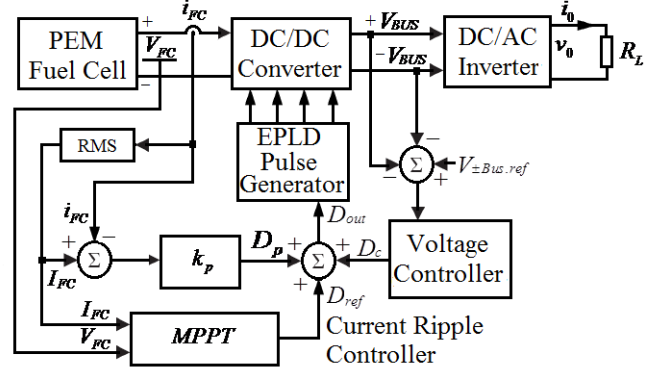 i_FC
+
PEM
Fuel Cell
V_FC
−
DC/DC
Converter
+ V_BUS
− V_BUS
DC/AC
Inverter
i_0
v_0
R_L
RMS
EPLD
Pulse
Generator
−
Σ
−
+
V_±Bus.ref
i_FC
−
+
Σ
I_FC
k_p
D_p
D_out
+
+
Σ
+
D_c
Voltage
Controller
D_ref
I_FC
V_FC
MPPT
Current Ripple
Controller